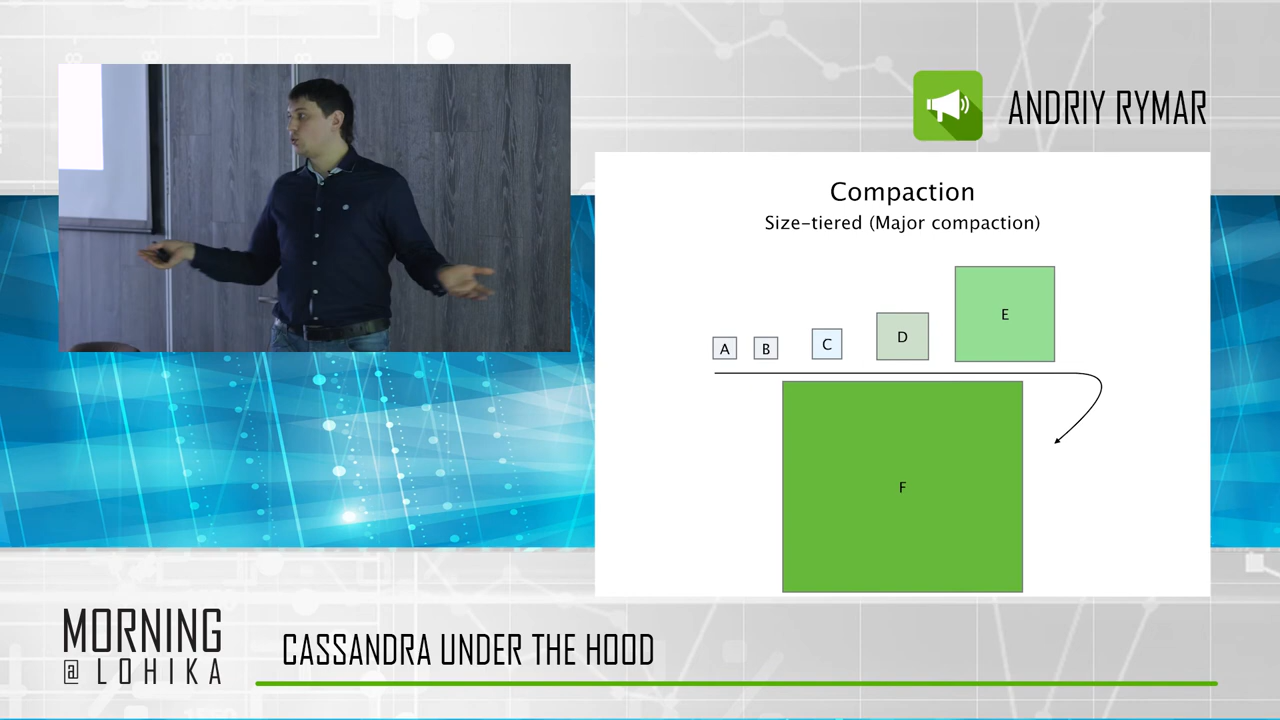 ANDRIY RYMAR
Compaction
Size-tiered (Major compaction)
A B C D E
F
MORNING
@ LOHIKA
CASSANDRA UNDER THE HOOD